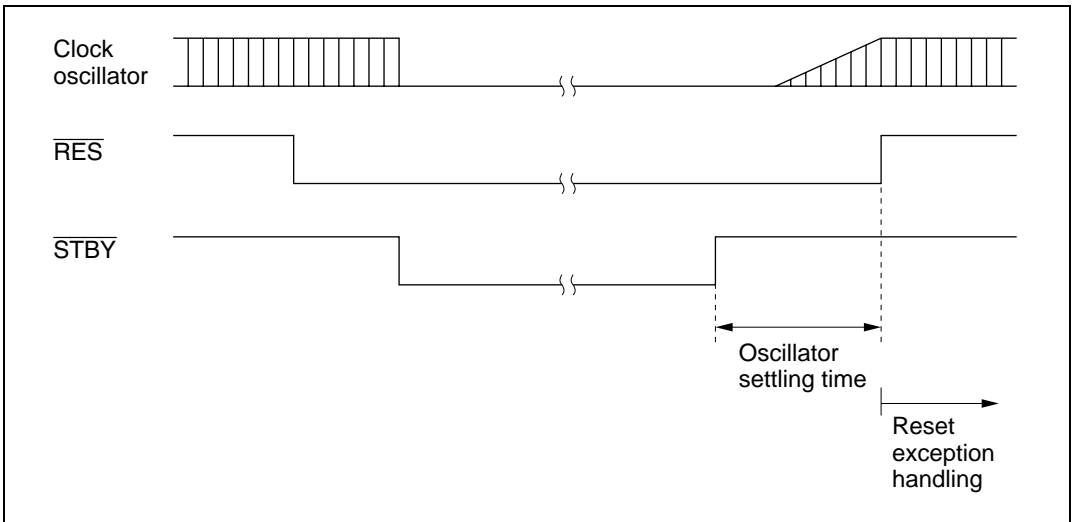 Clock
oscillator
RES
STBY
Oscillator
settling time
Reset
exception
handling